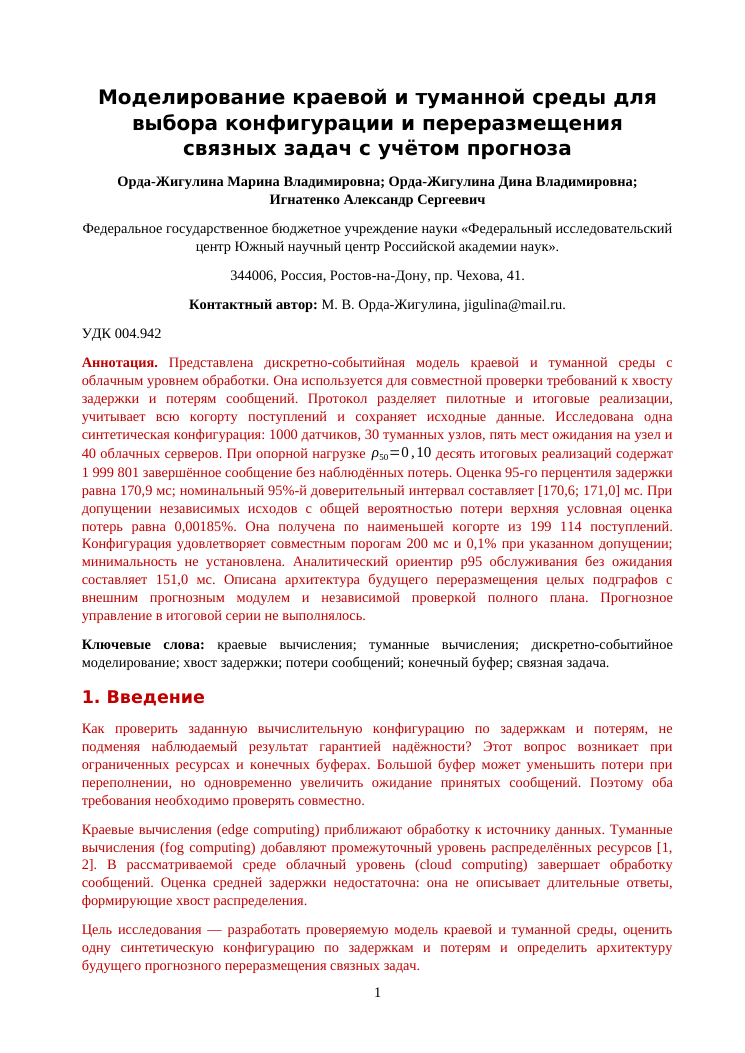 Моделирование краевой и туманной среды для
выбора конфигурации и переразмещения
связных задач с учётом прогноза
Орда-Жигулина Марина Владимировна; Орда-Жигулина Дина Владимировна;
Игнатенко Александр Сергеевич
Федеральное государственное бюджетное учреждение науки «Федеральный исследовательский
центр Южный научный центр Российской академии наук».
344006, Россия, Ростов-на-Дону, пр. Чехова, 41.
Контактный автор: М. В. Орда-Жигулина, jigulina@mail.ru.
УДК 004.942
Аннотация. Представлена дискретно-событийная модель краевой и туманной среды с
облачным уровнем обработки. Она используется для совместной проверки требований к хвосту
задержки и потерям сообщений. Протокол разделяет пилотные и итоговые реализации,
учитывает всю когорту поступлений и сохраняет исходные данные. Исследована одна
синтетическая конфигурация: 1000 датчиков, 30 туманных узлов, пять мест ожидания на узел и
40 облачных серверов. При опорной нагрузке ρ₅₀=0,10 десять итоговых реализаций содержат
1 999 801 завершённое сообщение без наблюдённых потерь. Оценка 95-го перцентиля задержки
равна 170,9 мс; номинальный 95%-й доверительный интервал составляет [170,6; 171,0] мс. При
допущении независимых исходов с общей вероятностью потери верхняя условная оценка
потерь равна 0,00185%. Она получена по наименьшей когорте из 199 114 поступлений.
Конфигурация удовлетворяет совместным порогам 200 мс и 0,1% при указанном допущении;
минимальность не установлена. Аналитический ориентир p95 обслуживания без ожидания
составляет 151,0 мс. Описана архитектура будущего переразмещения целых подграфов с
внешним прогнозным модулем и независимой проверкой полного плана. Прогнозное
управление в итоговой серии не выполнялось.
Ключевые слова: краевые вычисления; туманные вычисления; дискретно-событийное
моделирование; хвост задержки; потери сообщений; конечный буфер; связная задача.
1. Введение
Как проверить заданную вычислительную конфигурацию по задержкам и потерям, не
подменяя наблюдаемый результат гарантией надёжности? Этот вопрос возникает при
ограниченных ресурсах и конечных буферах. Большой буфер может уменьшить потери при
переполнении, но одновременно увеличить ожидание принятых сообщений. Поэтому оба
требования необходимо проверять совместно.
Краевые вычисления (edge computing) приближают обработку к источнику данных. Туманные
вычисления (fog computing) добавляют промежуточный уровень распределённых ресурсов [1,
2]. В рассматриваемой среде облачный уровень (cloud computing) завершает обработку
сообщений. Оценка средней задержки недостаточна: она не описывает длительные ответы,
формирующие хвост распределения.
Цель исследования — разработать проверяемую модель краевой и туманной среды, оценить
одну синтетическую конфигурацию по задержкам и потерям и определить архитектуру
будущего прогнозного переразмещения связных задач.
1